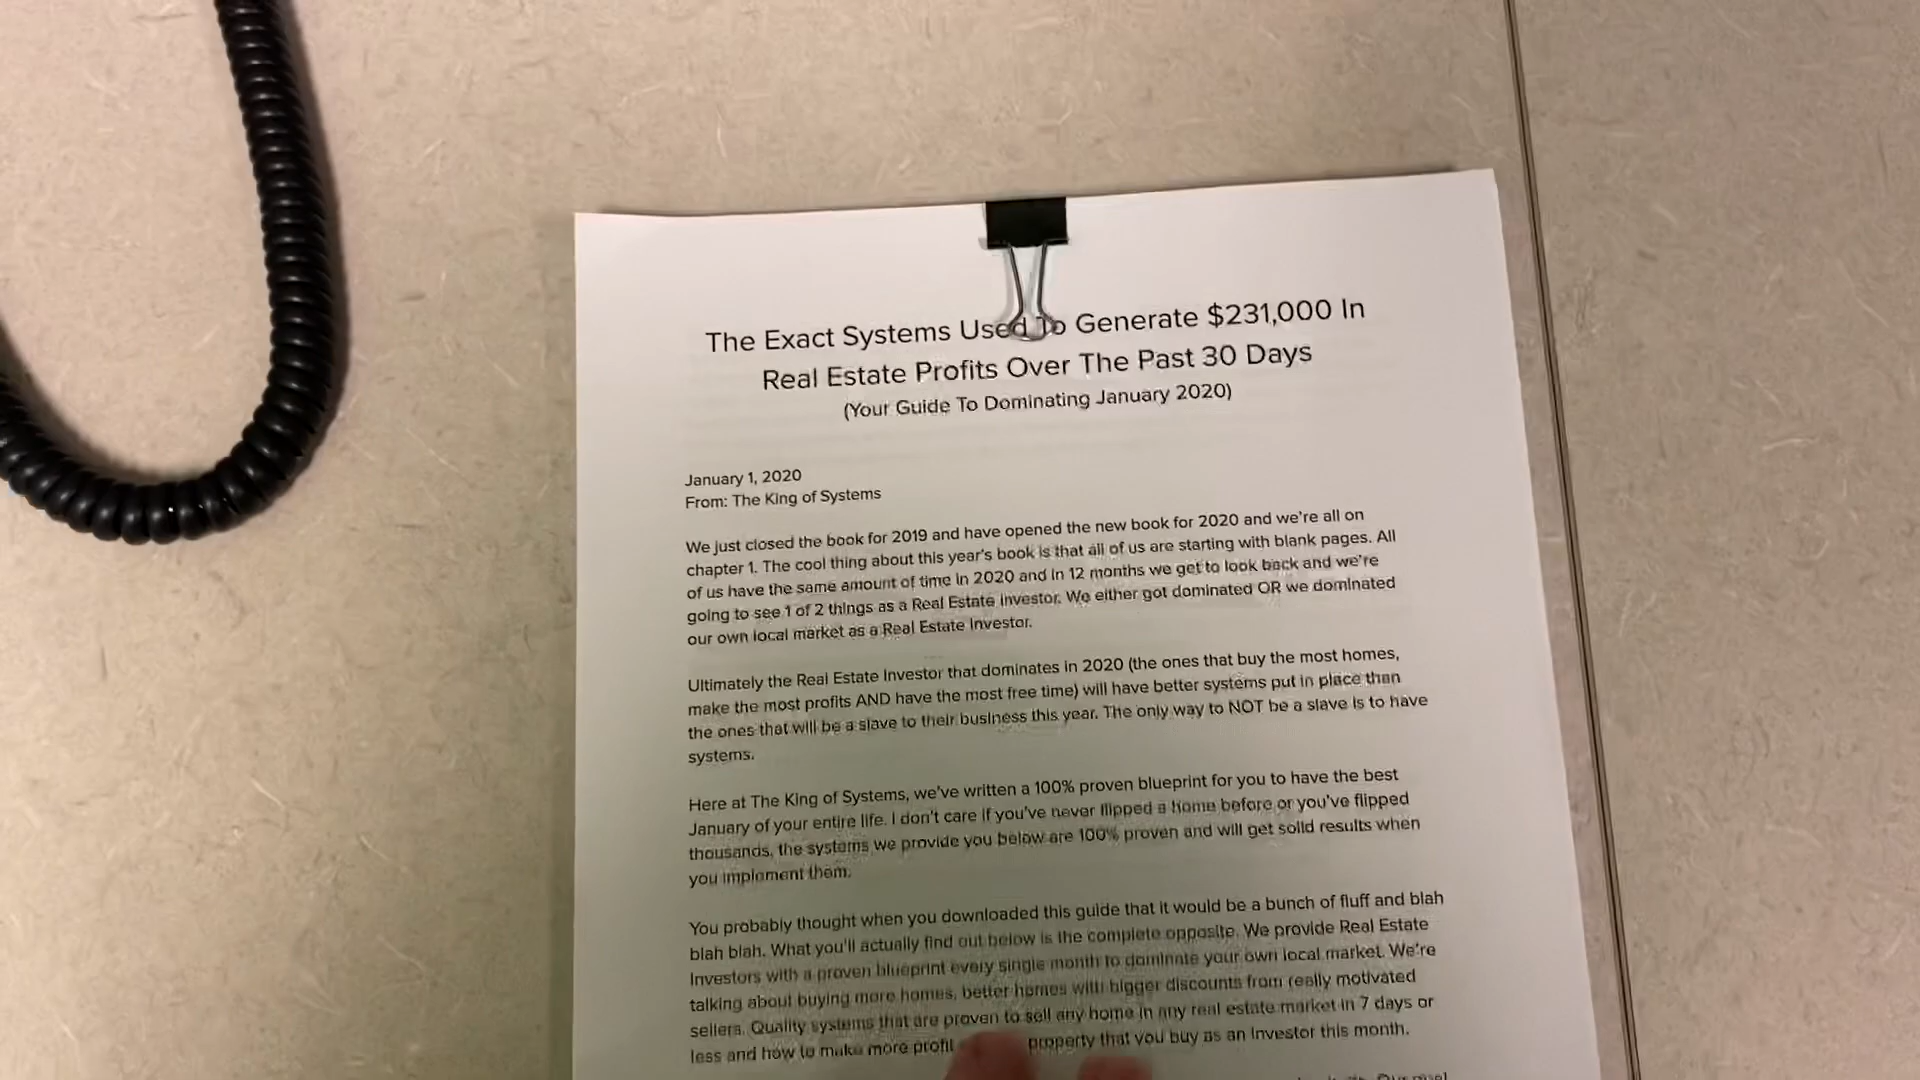 The Exact Systems Used To Generate $231,000 In
Real Estate Profits Over The Past 30 Days
(Your Guide To Dominating January 2020)
January 1, 2020
From: The King of Systems
We just closed the book for 2019 and have opened the new book for 2020 and we're all on
chapter 1. The cool thing about this year's book is that all of us are starting with blank pages. All
of us have the same amount of time in 2020 and in 12 months we get to look back and we're
going to see 1 of 2 things as a Real Estate investor. We either got dominated OR we dominated
our own local market as a Real Estate Investor.
Ultimately the Real Estate Investor that dominates in 2020 (the ones that buy the most homes,
make the most profits AND have the most free time) will have better systems put in place than
the ones that will be a slave to their business this year. The only way to NOT be a slave is to have
systems.
Here at The King of Systems, we've written a 100% proven blueprint for you to have the best
January of your entire life. I don't care if you've never flipped a home before or you've flipped
thousands, the systems we provide you below are 100% proven and will get solid results when
you implement them.
You probably thought when you downloaded this guide that it would be a bunch of fluff and blah
blah blah. What you'll actually find out below is the complete opposite. We provide Real Estate
Investors with a proven blueprint every single month to dominate your own local market. We're
talking about buying more homes, better homes with bigger discounts from really motivated
sellers. Quality systems that are proven to sell any home in any real estate market in 7 days or
less and how to make more profit property that you buy as an Investor this month.